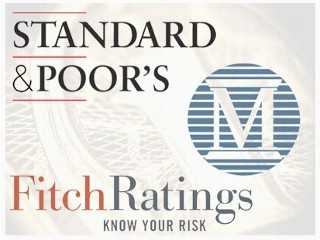 STANDARD
&POOR'S
M
FitchRatings
KNOW YOUR RISK